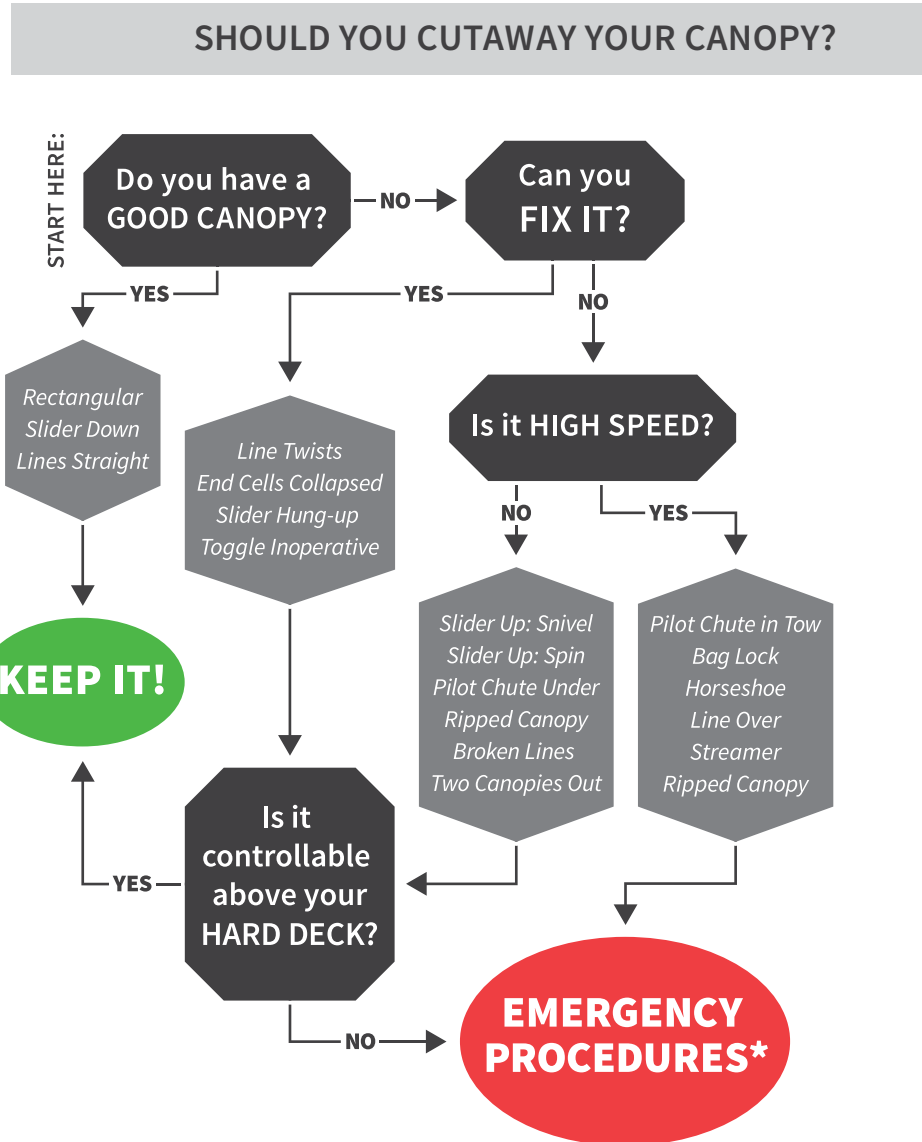 SHOULD YOU CUTAWAY YOUR CANOPY?
START HERE:
Do you have a
GOOD CANOPY?
NO
Can you
FIX IT?
YES
YES
NO
Rectangular
Slider Down
Lines Straight
Line Twists
End Cells Collapsed
Slider Hung-up
Toggle Inoperative
Is it HIGH SPEED?
NO
YES
Slider Up: Snivel
Slider Up: Spin
Pilot Chute Under
Ripped Canopy
Broken Lines
Two Canopies Out
Pilot Chute in Tow
Bag Lock
Horseshoe
Line Over
Streamer
Ripped Canopy
KEEP IT!
Is it
controllable
above your
HARD DECK?
YES
NO
EMERGENCY
PROCEDURES*